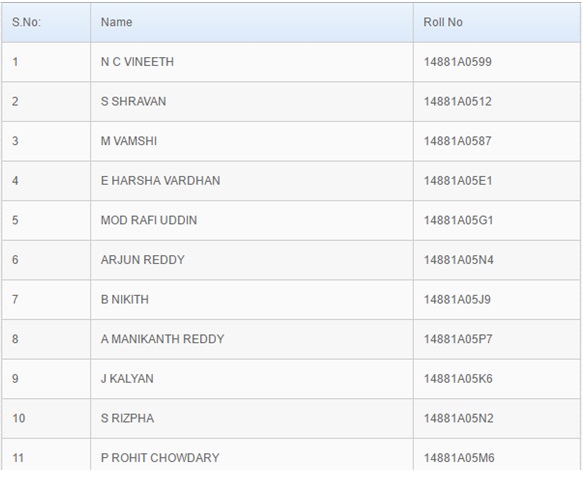 S.No: Name Roll No
1 N C VINEETH 14881A0599
2 S SHRAVAN 14881A0512
3 M VAMSHI 14881A0587
4 E HARSHA VARDHAN 14881A05E1
5 MOD RAFI UDDIN 14881A05G1
6 ARJUN REDDY 14881A05N4
7 B NIKITH 14881A05J9
8 A MANIKANTH REDDY 14881A05P7
9 J KALYAN 14881A05K6
10 S RIZPHA 14881A05N2
11 P ROHIT CHOWDARY 14881A05M6